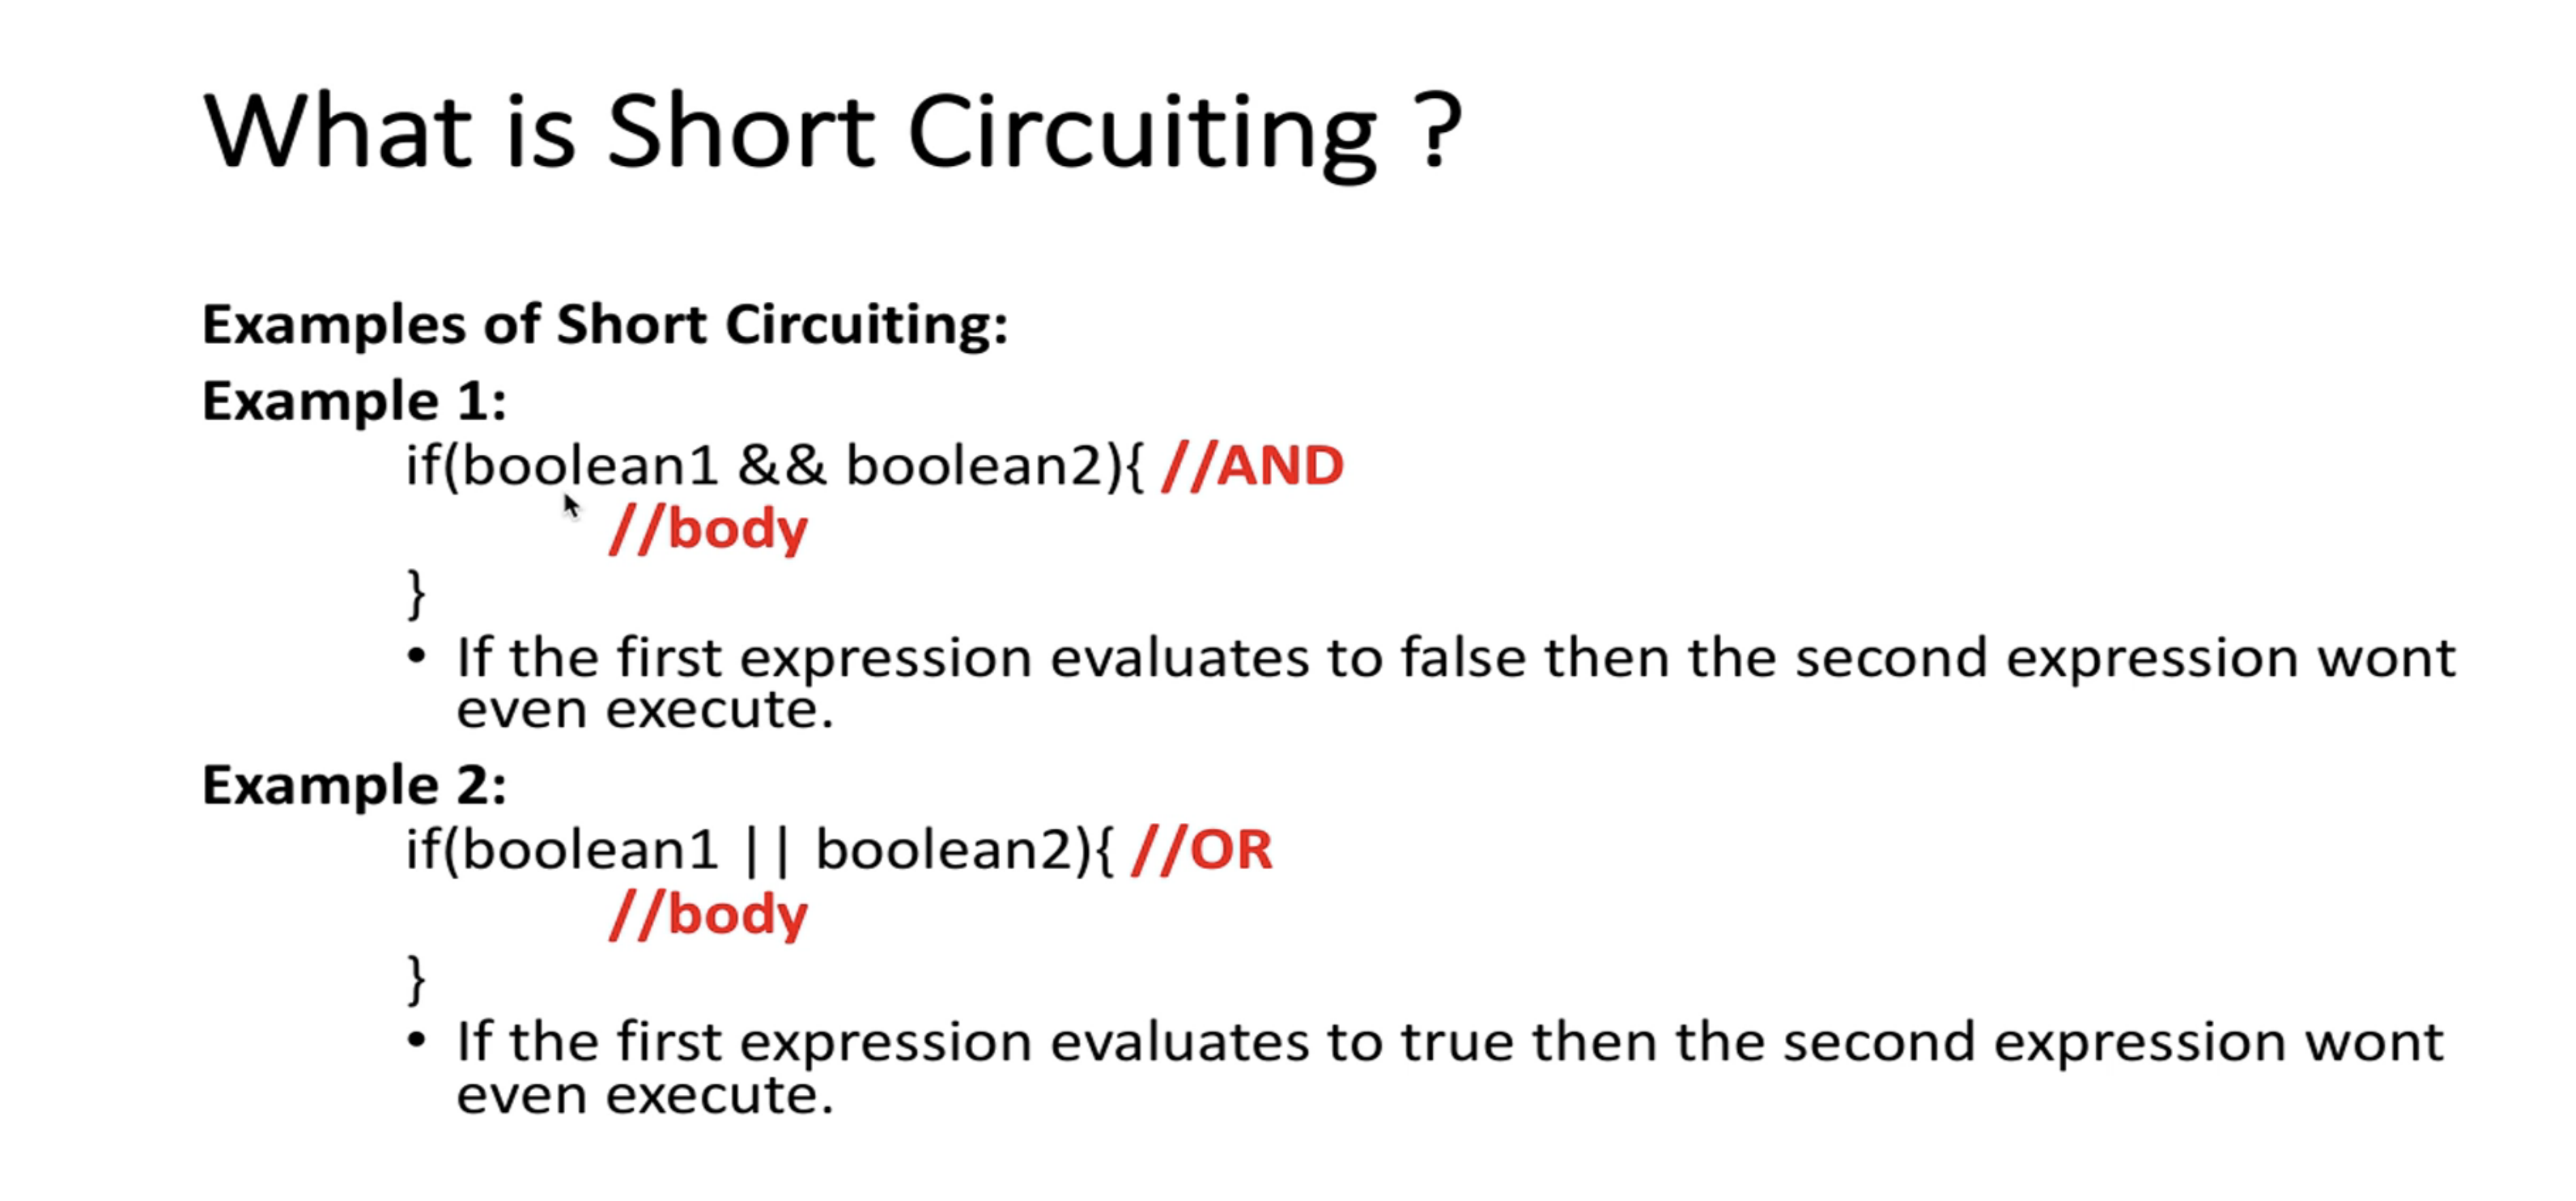 What is Short Circuiting ?
Examples of Short Circuiting:
Example 1:
if(boolean1 && boolean2){ //AND
//body
}
• If the first expression evaluates to false then the second expression wont
even execute.
Example 2:
if(boolean1 || boolean2){ //OR
//body
}
• If the first expression evaluates to true then the second expression wont
even execute.